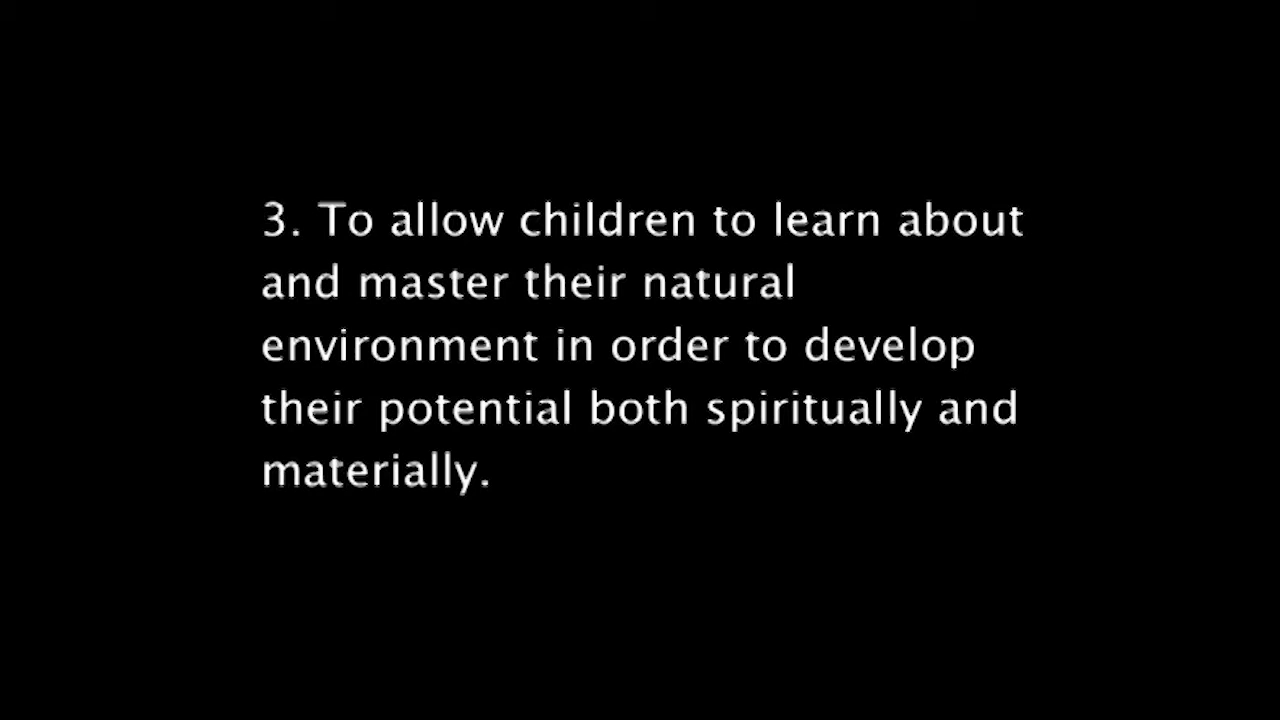 3. To allow children to learn about
and master their natural
environment in order to develop
their potential both spiritually and
materially.